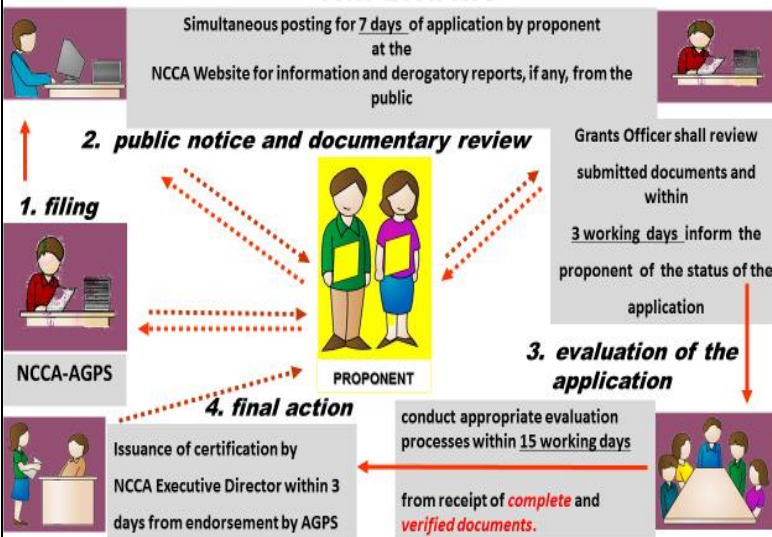 Simultaneous posting for 7 days of application by proponent
at the
NCCA Website for information and derogatory reports, if any, from the
public
2. public notice and documentary review
Grants Officer shall review
submitted documents and
within
3 working days inform the
proponent of the status of the
application
1. filing
NCCA-AGPS
PROPONENT
3. evaluation of the
application
conduct appropriate evaluation
processes within 15 working days
from receipt of complete and
verified documents.
4. final action
Issuance of certification by
NCCA Executive Director within 3
days from endorsement by AGPS